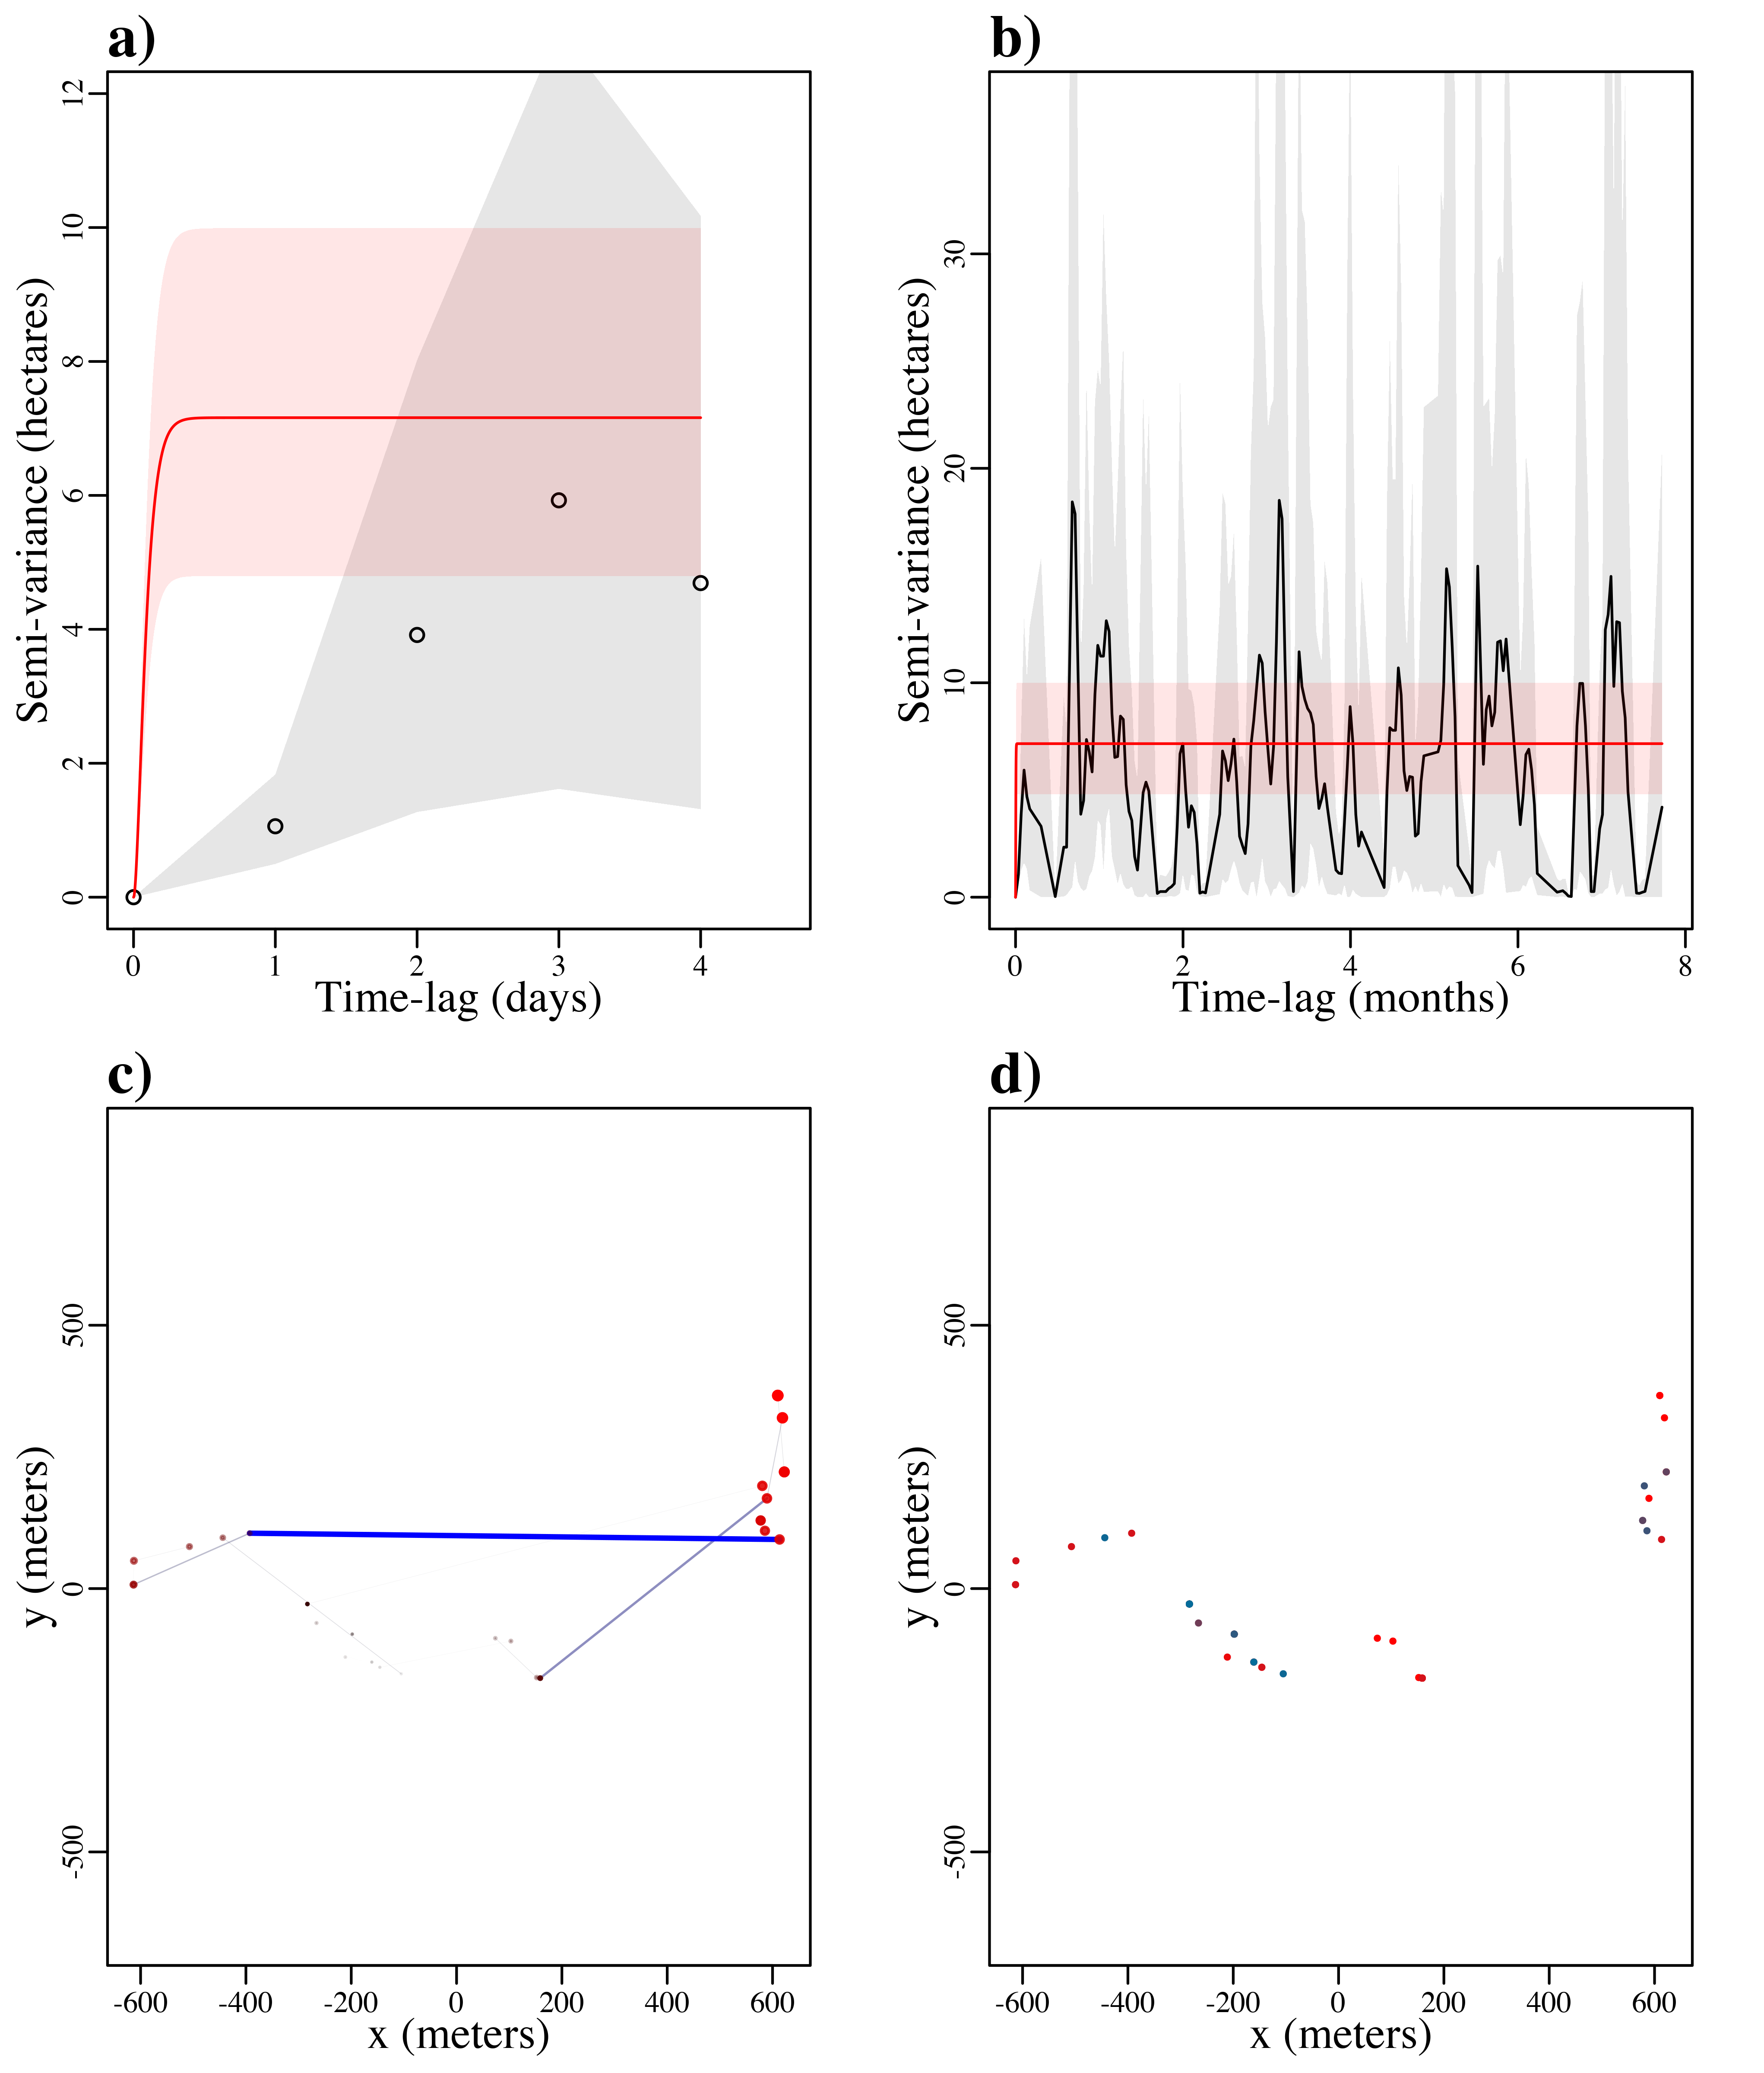 a)
Semi-variance (hectares)
12
10
8
6
4
2
0
0 1 2 3 4
Time-lag (days)
b)
Semi-variance (hectares)
30
20
10
0
0 2 4 6 8
Time-lag (months)
c)
y (meters)
500
0
-500
-600 -400 -200 0 200 400 600
x (meters)
d)
y (meters)
500
0
-500
-600 -400 -200 0 200 400 600
x (meters)